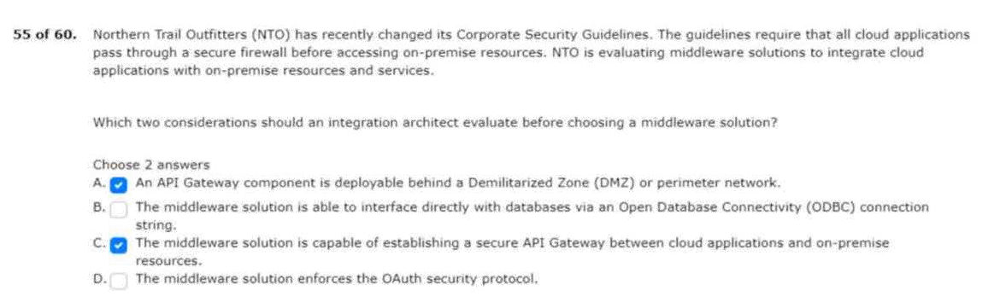 55 of 60. Northern Trail Outfitters (NTO) has recently changed its Corporate Security Guidelines. The guidelines require that all cloud applications
pass through a secure firewall before accessing on-premise resources. NTO is evaluating middleware solutions to integrate cloud
applications with on-premise resources and services.
Which two considerations should an integration architect evaluate before choosing a middleware solution?
Choose 2 answers
A. An API Gateway component is deployable behind a Demilitarized Zone (DMZ) or perimeter network.
B. The middleware solution is able to interface directly with databases via an Open Database Connectivity (ODBC) connection
string.
C. The middleware solution is capable of establishing a secure API Gateway between cloud applications and on-premise
resources.
D. The middleware solution enforces the OAuth security protocol.